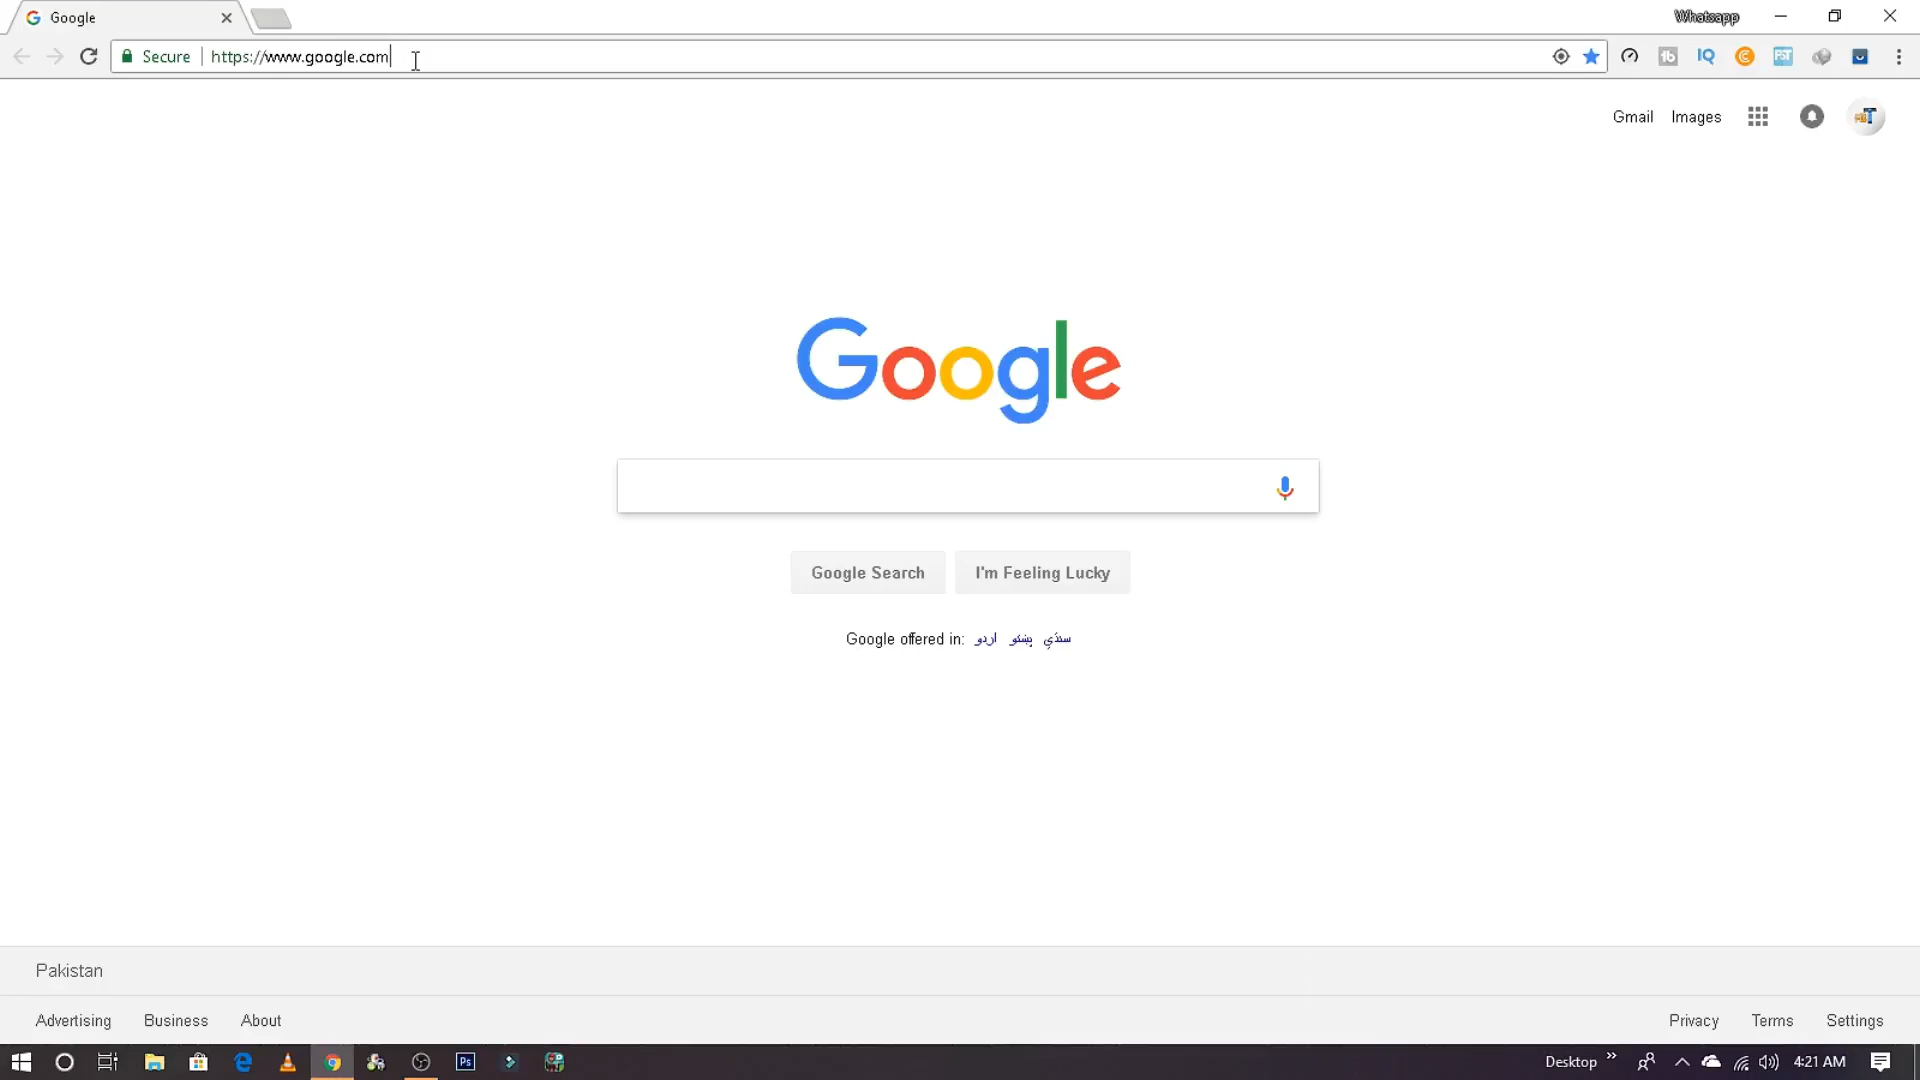 Google
Whatsapp
Secure
https://www.google.com
Gmail Images
Google
Google Search I'm Feeling Lucky
Google offered in: اردو پښتو سنڌي
Pakistan
Advertising Business About
Privacy Terms Settings
Desktop 4:21 AM